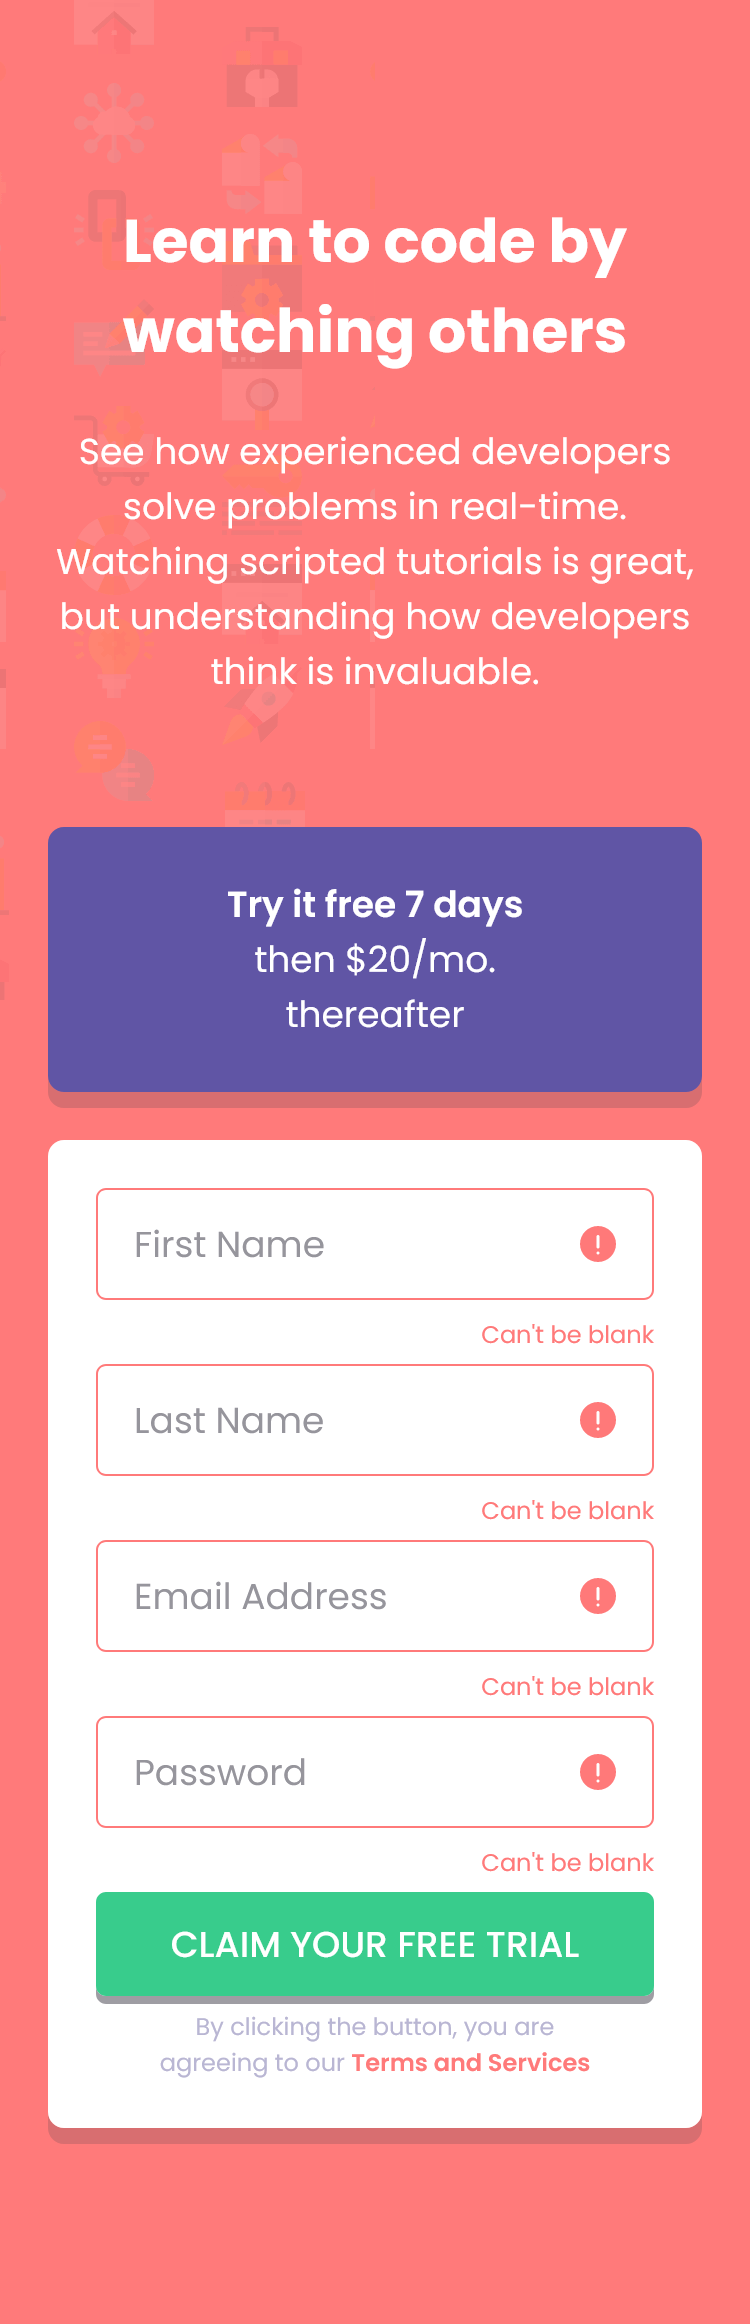 Learn to code by
watching others
See how experienced developers
solve problems in real-time.
Watching scripted tutorials is great,
but understanding how developers
think is invaluable.
Try it free 7 days
then $20/mo.
thereafter
First Name
Can't be blank
Last Name
Can't be blank
Email Address
Can't be blank
Password
Can't be blank
CLAIM YOUR FREE TRIAL
By clicking the button, you are
agreeing to our Terms and Services